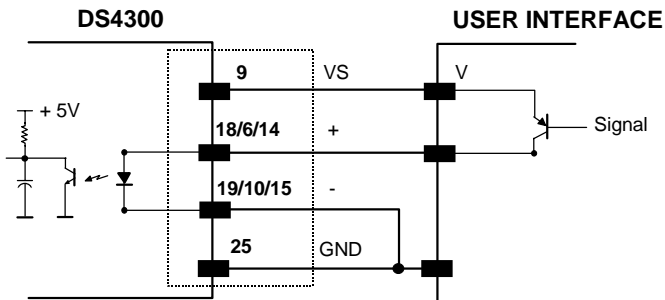 DS4300
USER INTERFACE
9 VS V
+ 5V
18/6/14 +
Signal
19/10/15 -
25 GND